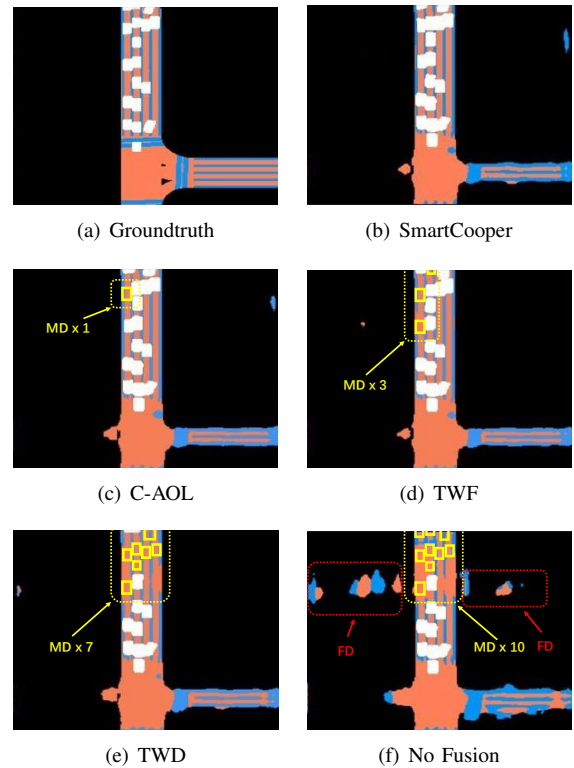 (a) Groundtruth
(b) SmartCooper
MD x 1
MD x 3
(c) C-AOL
(d) TWF
MD x 7
FD
MD x 10
FD
(e) TWD
(f) No Fusion